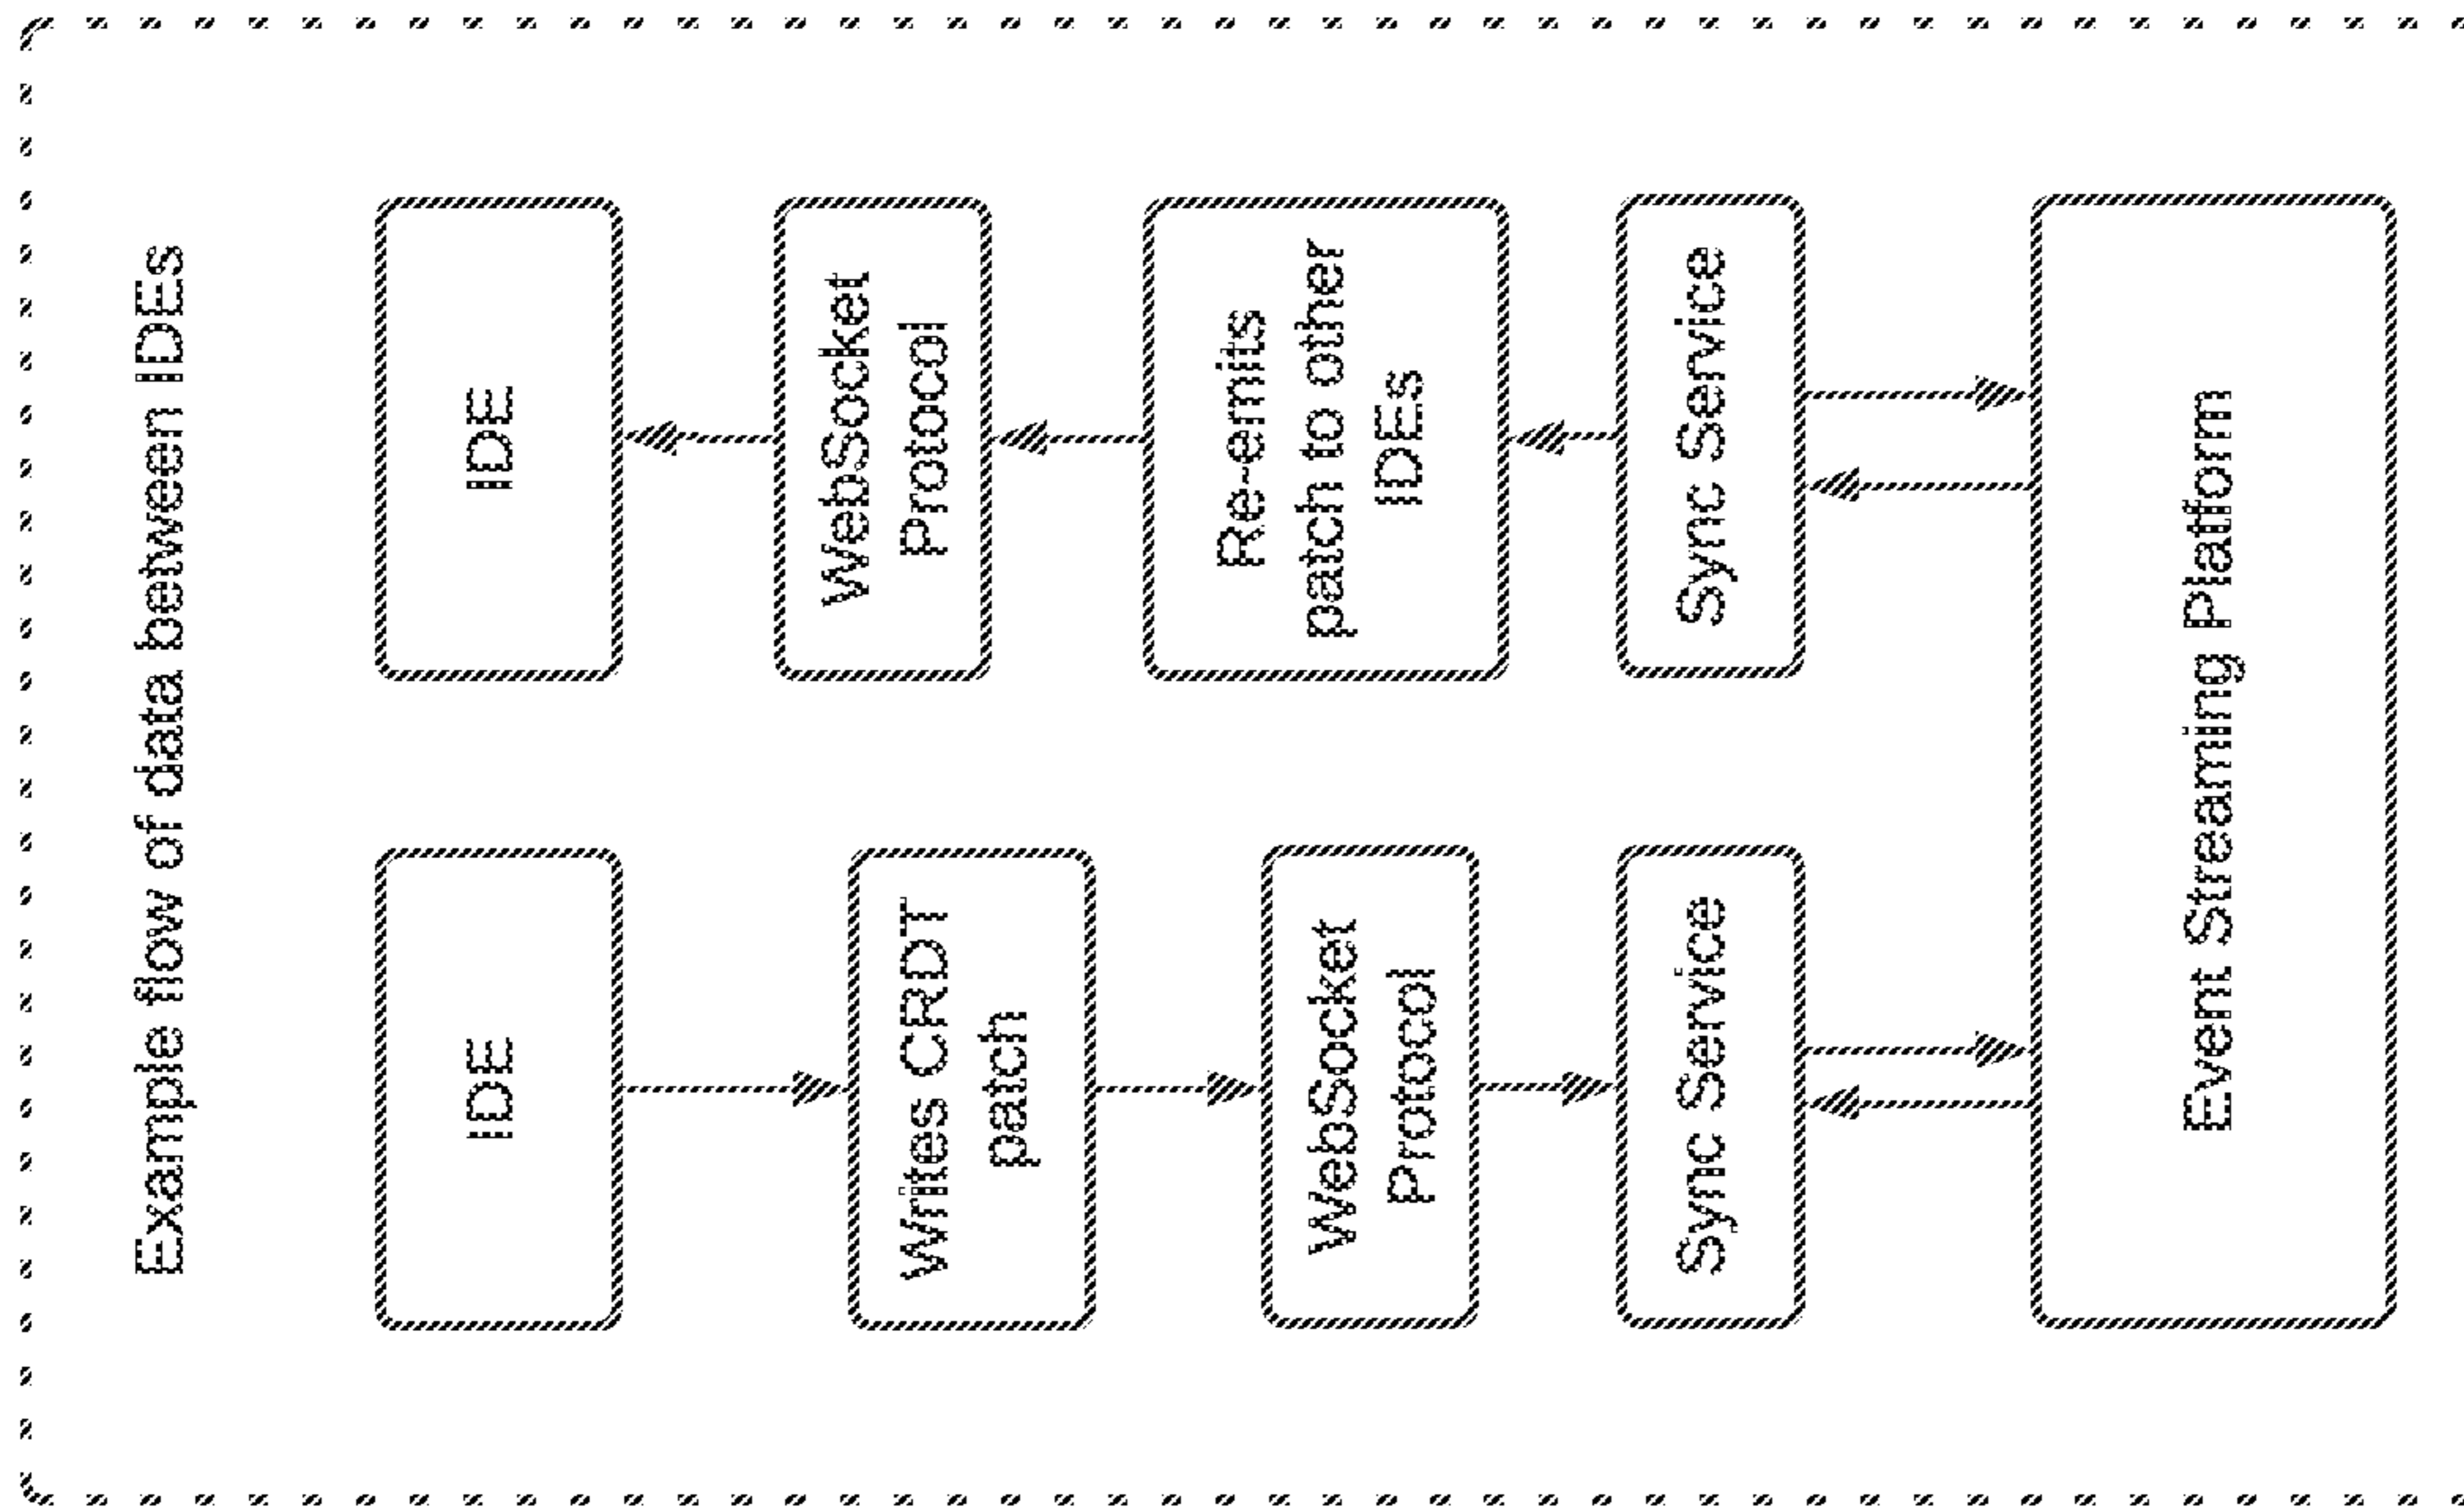 Example flow of data between IDEs
IDE
Writes CRDT
patch
WebSocket
Protocol
Sync Service
IDE
WebSocket
Protocol
Re-emits
patch to other
IDEs
Sync Service
Event Streaming Platform